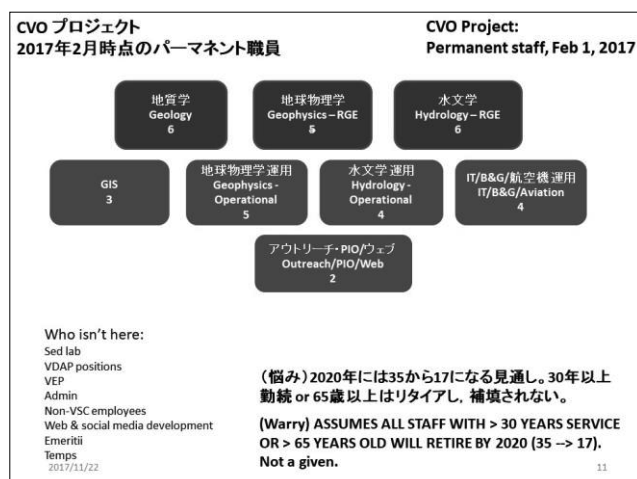 CVO プロジェクト
2017年2月時点のパーマネント職員
CVO Project:
Permanent staff, Feb 1, 2017
地質学
Geology
6
地球物理学
Geophysics – RGE
5
水文学
Hydrology – RGE
6
GIS
3
地球物理学運用
Geophysics -
Operational
5
水文学運用
Hydrology -
Operational
4
IT/B&G/航空機運用
IT/B&G/Aviation
4
アウトリーチ・PIO/ウェブ
Outreach/PIO/Web
2
Who isn't here:
Sed lab
VDAP positions
VEP
Admin
Non-VSC employees
Web & social media development
Emeritii
Temps
(悩み)2020年には35から17になる見通し。30年以上
勤続 or 65歳以上はリタイアし,補填されない。
(Warry) ASSUMES ALL STAFF WITH > 30 YEARS SERVICE
OR > 65 YEARS OLD WILL RETIRE BY 2020 (35 --> 17).
Not a given.
2017/11/22
11